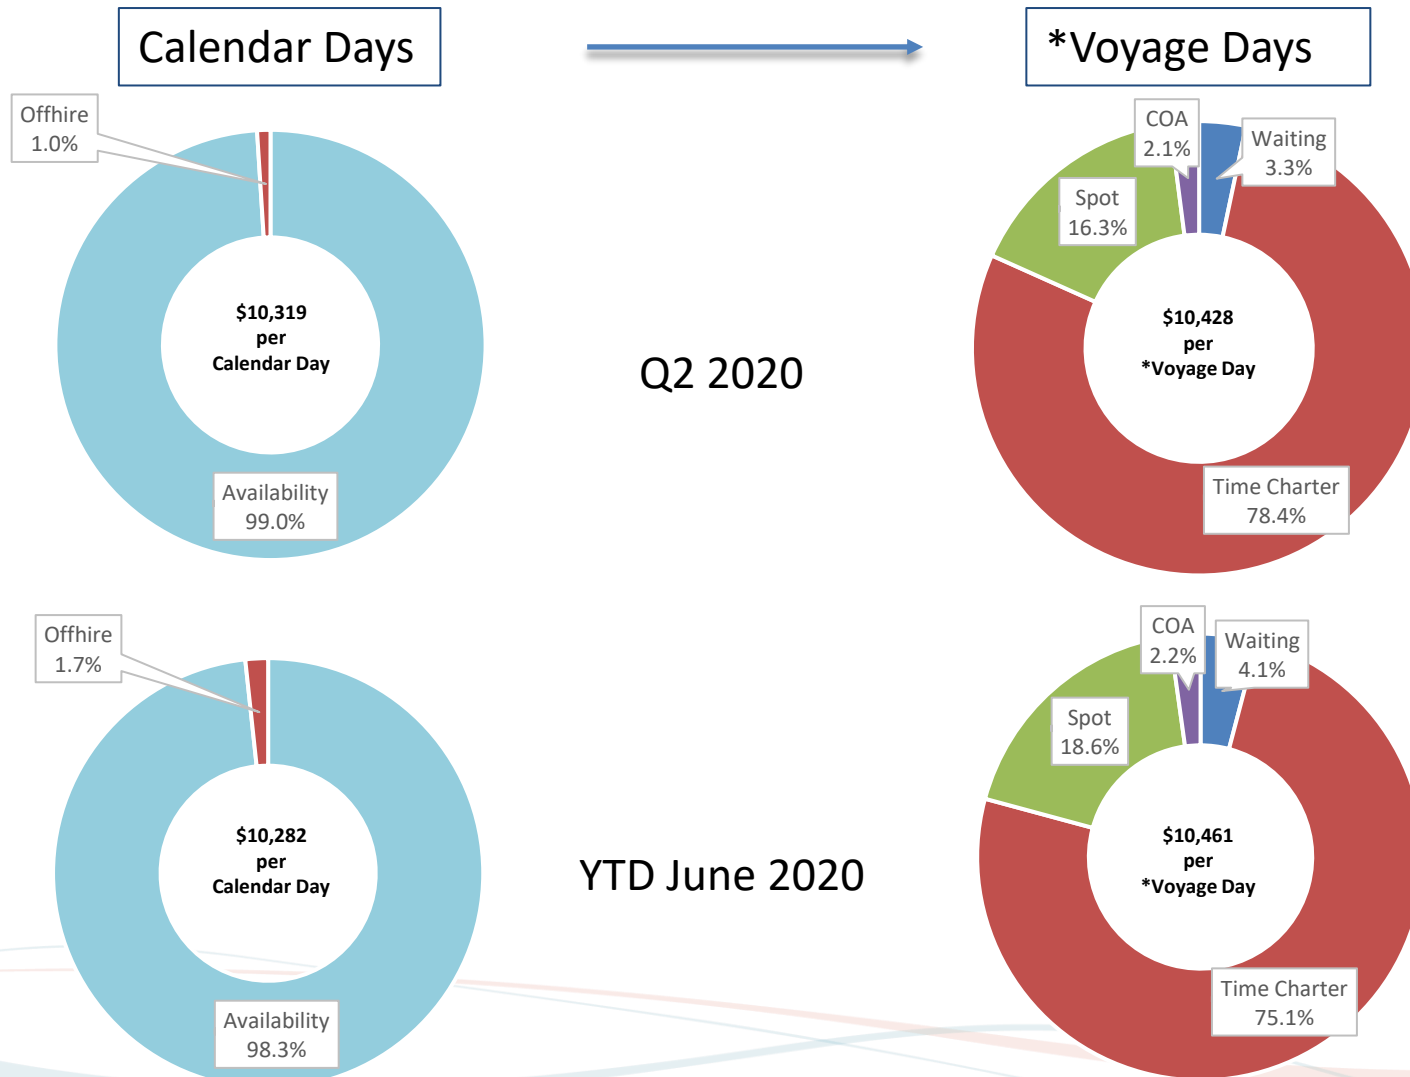 Calendar Days
*Voyage Days
Offhire
1.0%
$10,319
per
Calendar Day
Availability
99.0%
Q2 2020
COA
2.1%
Waiting
3.3%
Spot
16.3%
$10,428
per
*Voyage Day
Time Charter
78.4%
Offhire
1.7%
$10,282
per
Calendar Day
Availability
98.3%
YTD June 2020
COA
2.2%
Waiting
4.1%
Spot
18.6%
$10,461
per
*Voyage Day
Time Charter
75.1%